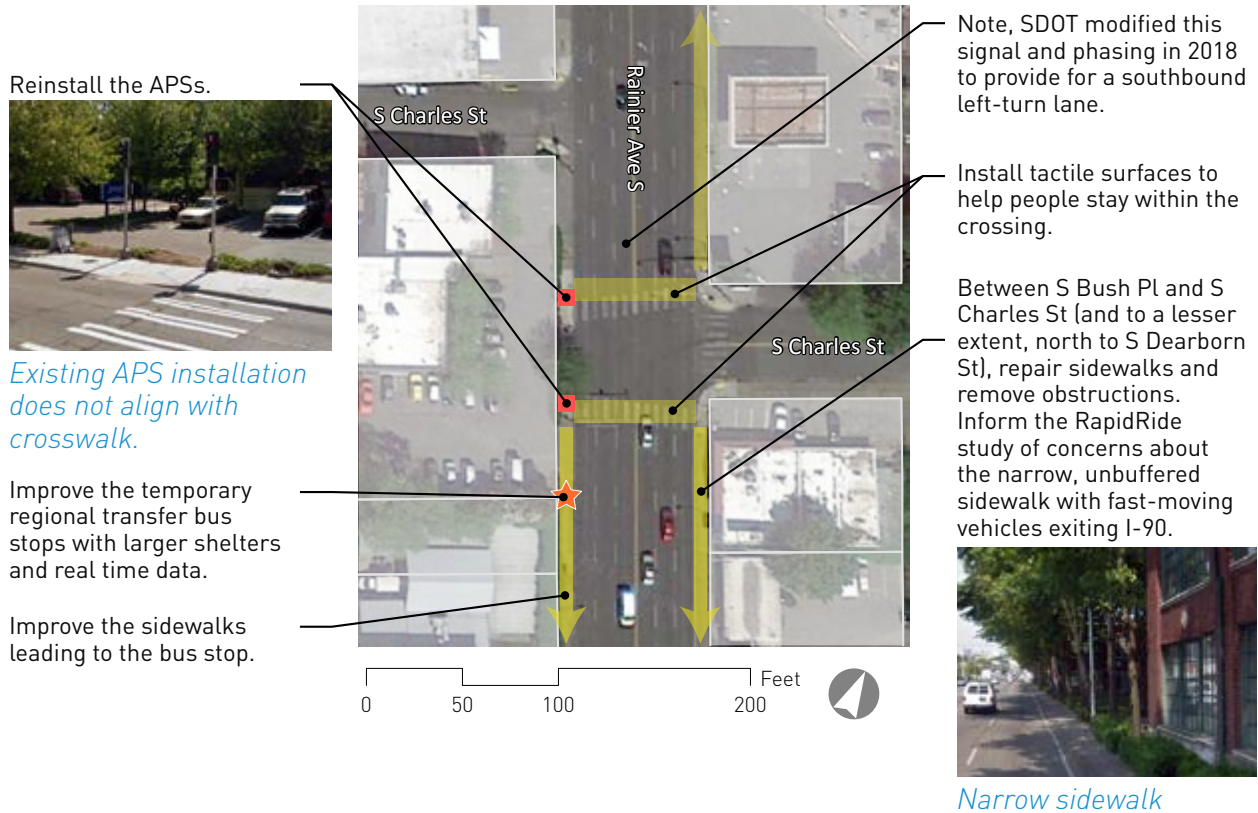 Reinstall the APSs.
Existing APS installation
does not align with
crosswalk.
Improve the temporary
regional transfer bus
stops with larger shelters
and real time data.
Improve the sidewalks
leading to the bus stop.
S Charles St
Rainier Ave S
S Charles St
0 50 100 200
Feet
Note, SDOT modified this
signal and phasing in 2018
to provide for a southbound
left-turn lane.
Install tactile surfaces to
help people stay within the
crossing.
Between S Bush Pl and S
Charles St (and to a lesser
extent, north to S Dearborn
St), repair sidewalks and
remove obstructions.
Inform the RapidRide
study of concerns about
the narrow, unbuffered
sidewalk with fast-moving
vehicles exiting I-90.
Narrow sidewalk